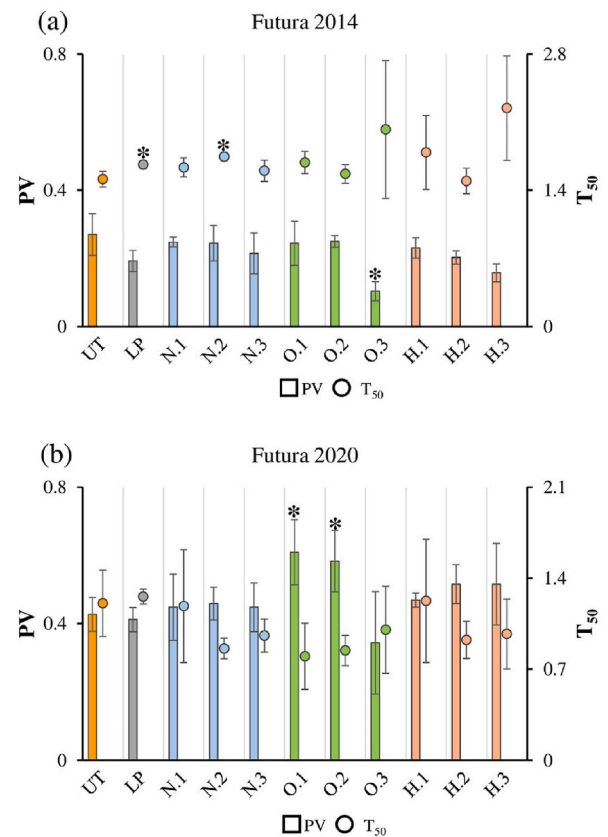 (a)
Futura 2014
0.8
2.8
*
*
PV
0.4
1.4
T50
*
0
0
UT LP N.1 N.2 N.3 O.1 O.2 O.3 H.1 H.2 H.3
PV T50
(b)
Futura 2020
0.8
2.1
* *
1.4
PV
0.4
T50
0.7
0
0
UT LP N.1 N.2 N.3 O.1 O.2 O.3 H.1 H.2 H.3
PV T50